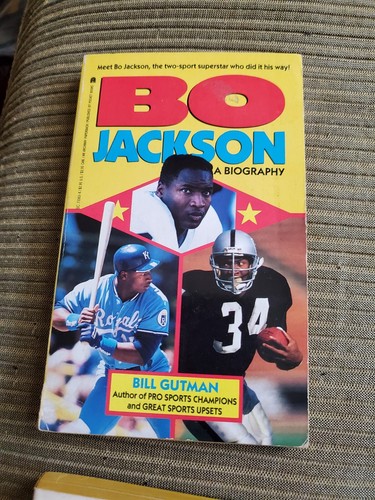 Meet Bo Jackson, the two-sport superstar who did it his way!
BO
JACKSON
A BIOGRAPHY
Royals
34
BILL GUTMAN
Author of PRO SPORTS CHAMPIONS
and GREAT SPORTS UPSETS